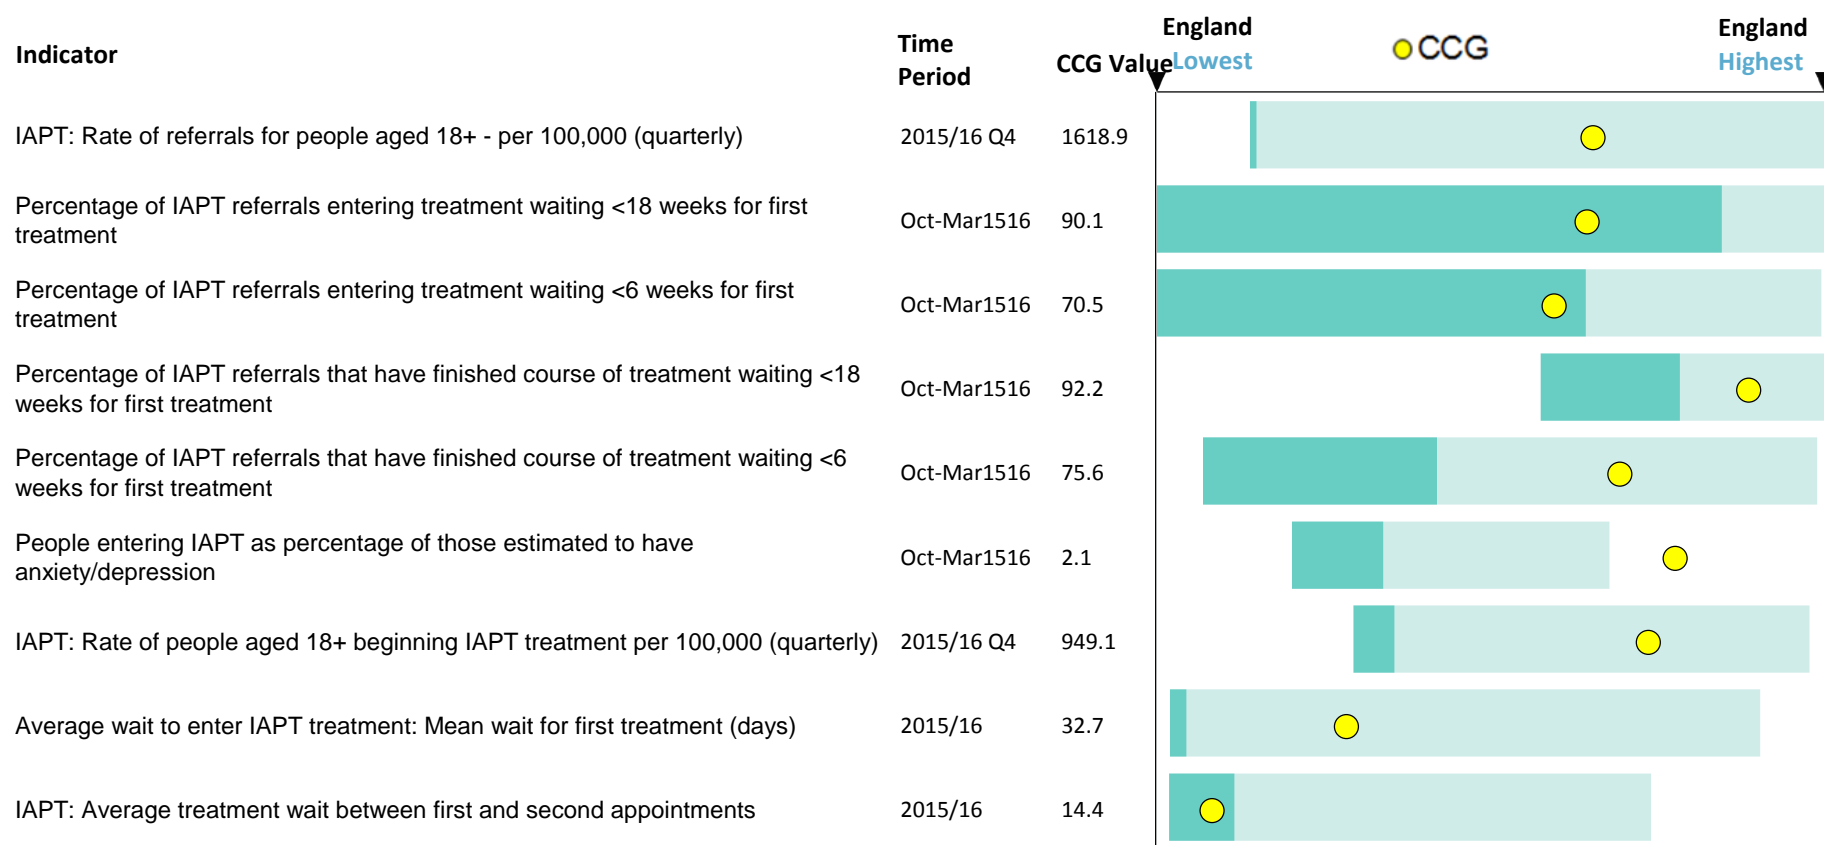 Indicator
Time
Period
CCG Value
England
Lowest
CCG
England
Highest
IAPT: Rate of referrals for people aged 18+ - per 100,000 (quarterly) 2015/16 Q4 1618.9
Percentage of IAPT referrals entering treatment waiting <18 weeks for first
treatment
Oct-Mar1516 90.1
Percentage of IAPT referrals entering treatment waiting <6 weeks for first
treatment
Oct-Mar1516 70.5
Percentage of IAPT referrals that have finished course of treatment waiting <18
weeks for first treatment
Oct-Mar1516 92.2
Percentage of IAPT referrals that have finished course of treatment waiting <6
weeks for first treatment
Oct-Mar1516 75.6
People entering IAPT as percentage of those estimated to have
anxiety/depression
Oct-Mar1516 2.1
IAPT: Rate of people aged 18+ beginning IAPT treatment per 100,000 (quarterly) 2015/16 Q4 949.1
Average wait to enter IAPT treatment: Mean wait for first treatment (days) 2015/16 32.7
IAPT: Average treatment wait between first and second appointments 2015/16 14.4